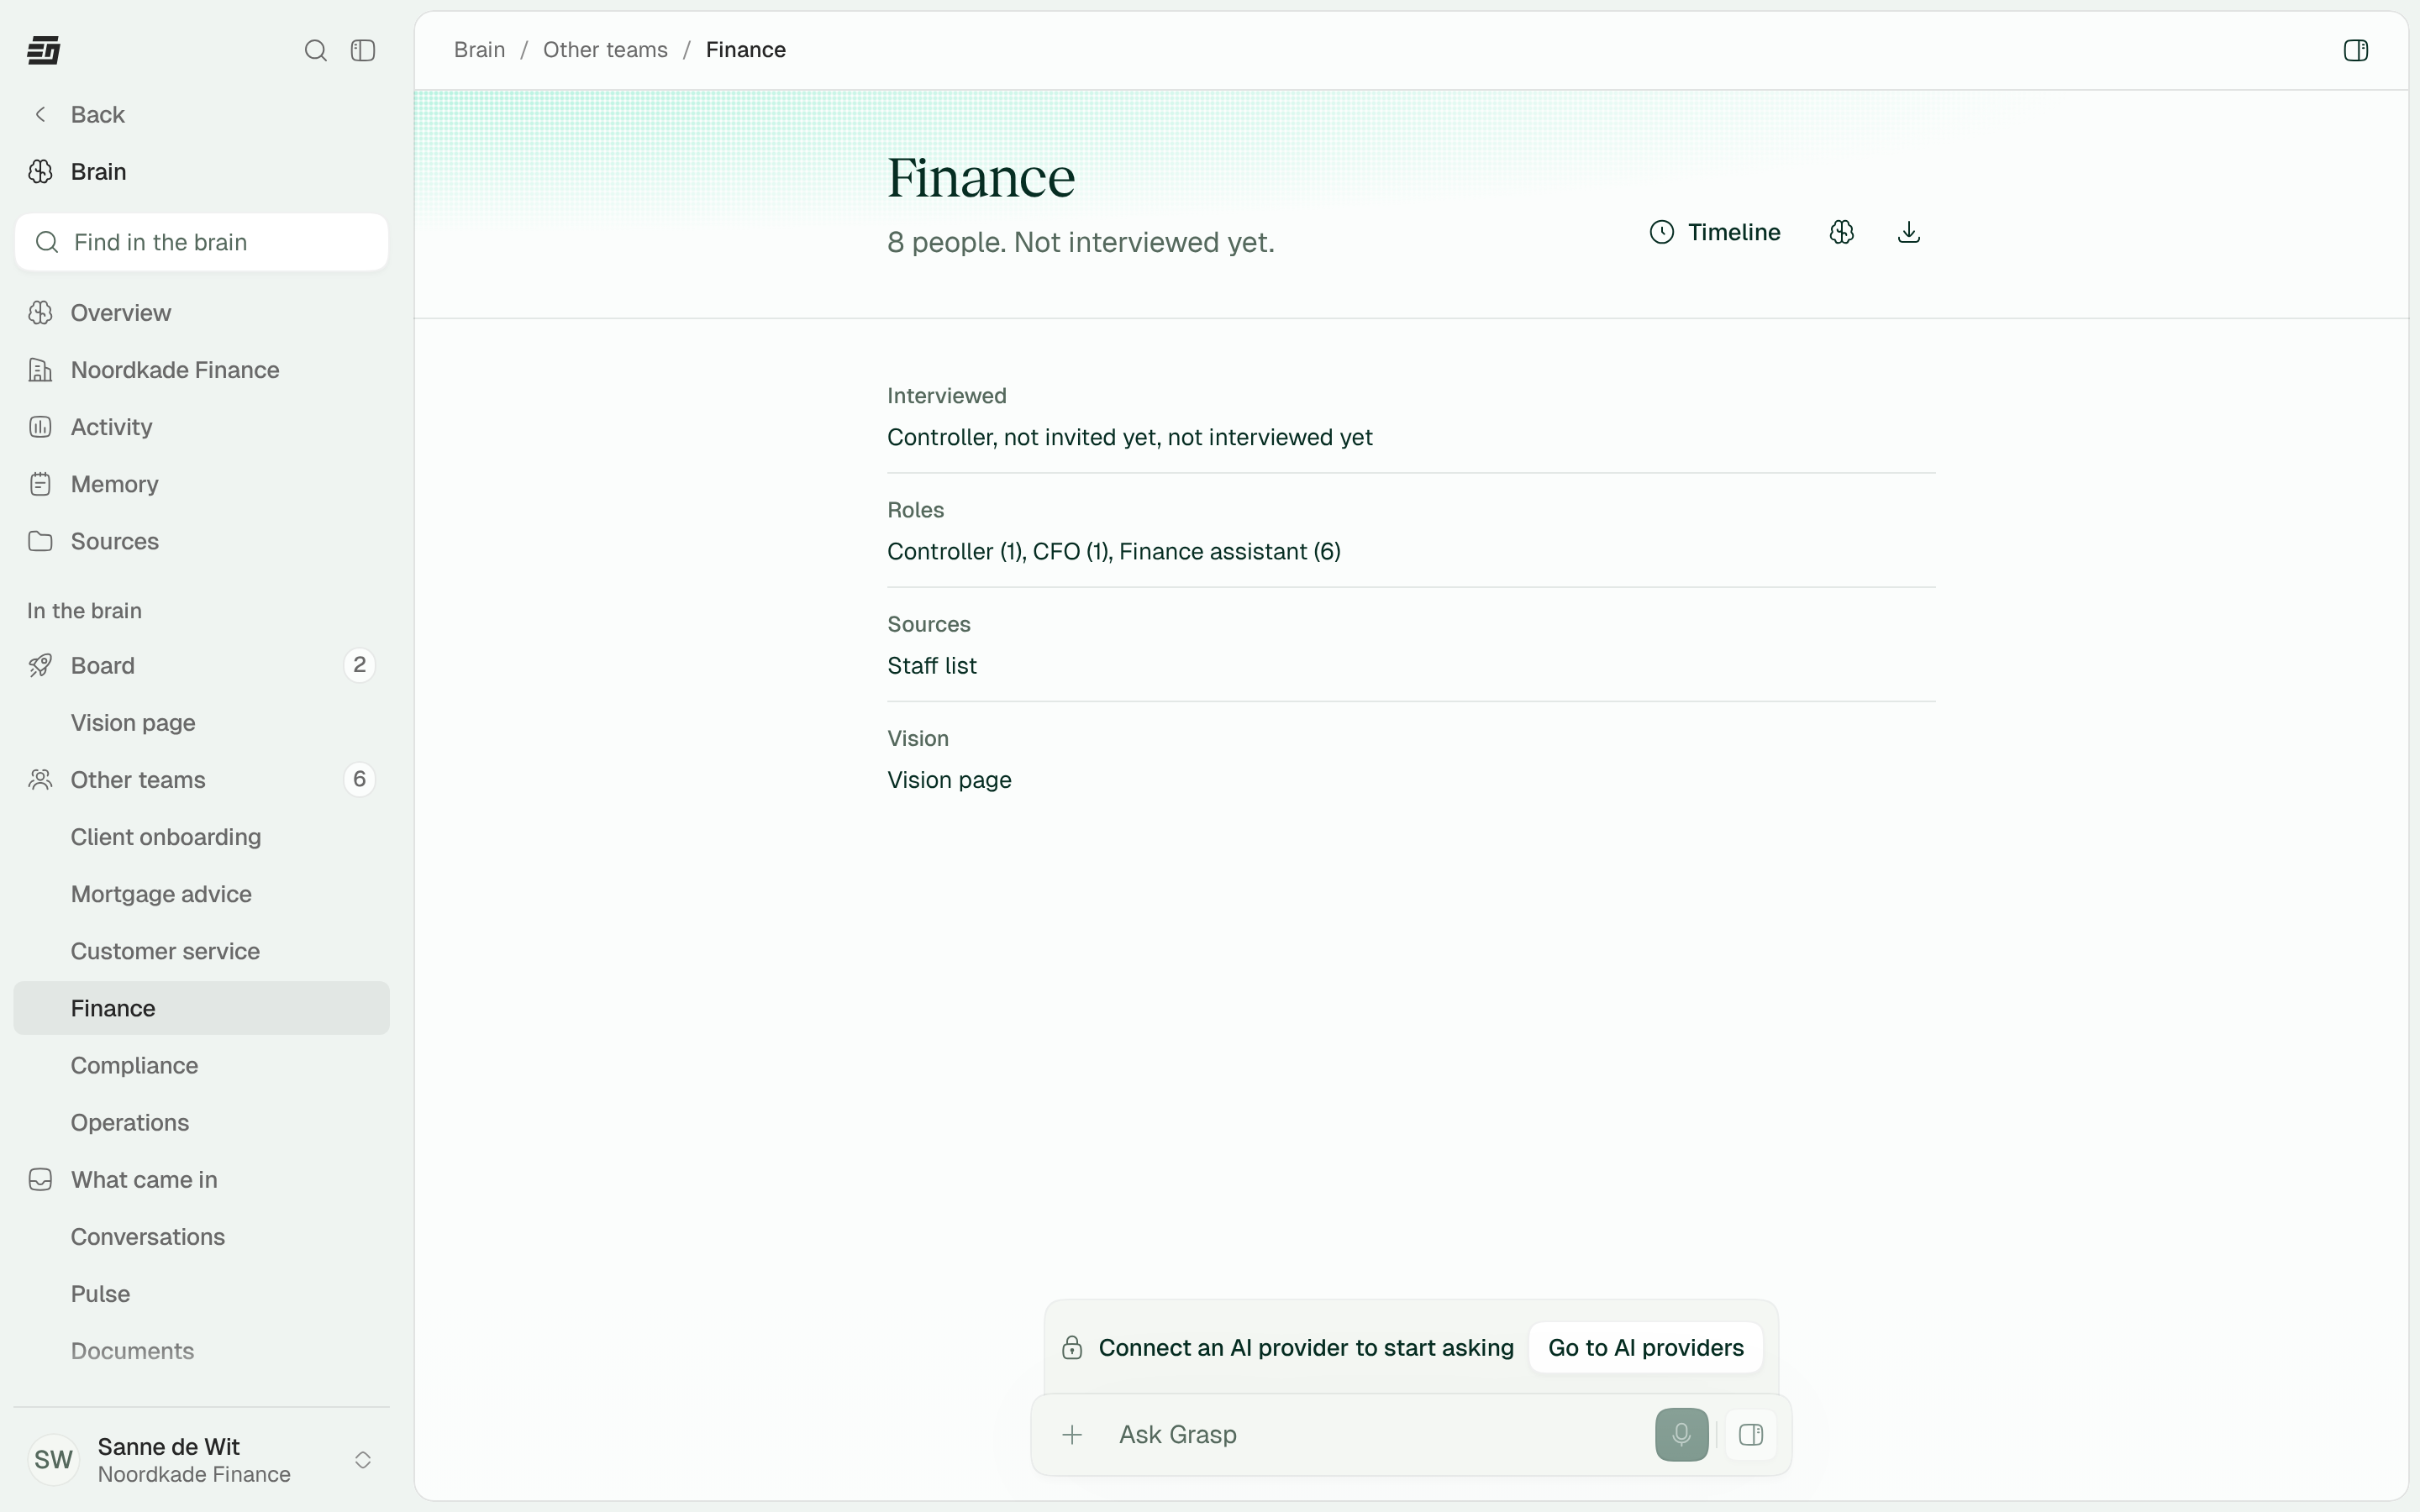 Back
Brain
Find in the brain
Overview
Noordkade Finance
Activity
Memory
Sources
In the brain
Board 2
Vision page
Other teams 6
Client onboarding
Mortgage advice
Customer service
Finance
Compliance
Operations
What came in
Conversations
Pulse
Documents
SW
Sanne de Wit
Noordkade Finance
Brain / Other teams / Finance
Finance
8 people. Not interviewed yet.
Timeline
Interviewed
Controller, not invited yet, not interviewed yet
Roles
Controller (1), CFO (1), Finance assistant (6)
Sources
Staff list
Vision
Vision page
Connect an AI provider to start asking
Go to AI providers
Ask Grasp